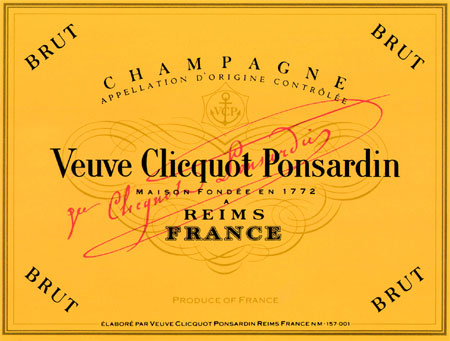 BRUT
BRUT
CHAMPAGNE
APPELLATION D'ORIGINE CONTRÔLÉE
VCP
Veuve Clicquot Ponsardin
MAISON FONDÉE EN 1772
A
REIMS
FRANCE
BRUT
BRUT
PRODUCE OF FRANCE
ÉLABORÉ PAR VEUVE CLICQUOT PONSARDIN REIMS FRANCE NM-157 001